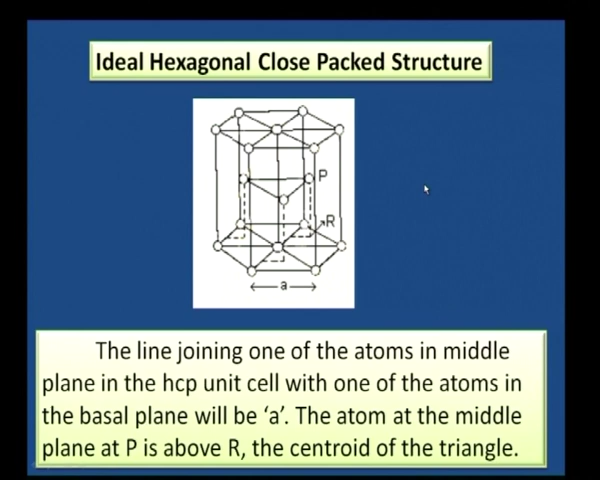 Ideal Hexagonal Close Packed Structure
P
R
a
The line joining one of the atoms in middle
plane in the hcp unit cell with one of the atoms in
the basal plane will be ‘a’. The atom at the middle
plane at P is above R, the centroid of the triangle.